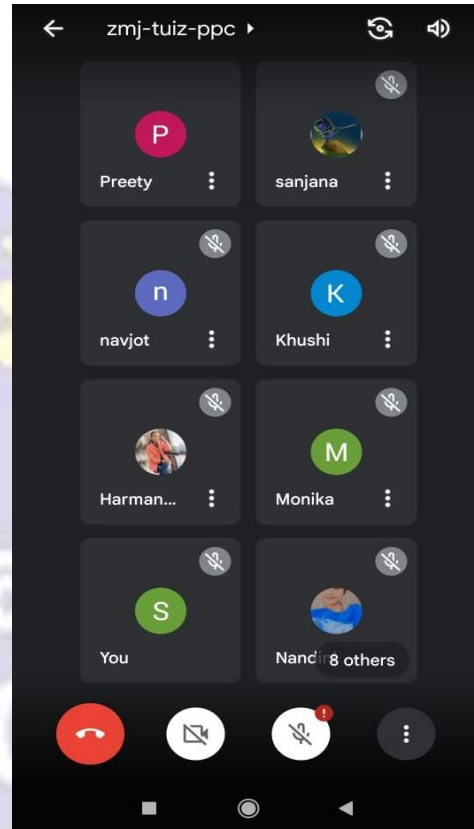 zmj-tuiz-ppc
P
Preety
sanjana
n
navjot
K
Khushi
Harman...
M
Monika
S
You
8 others